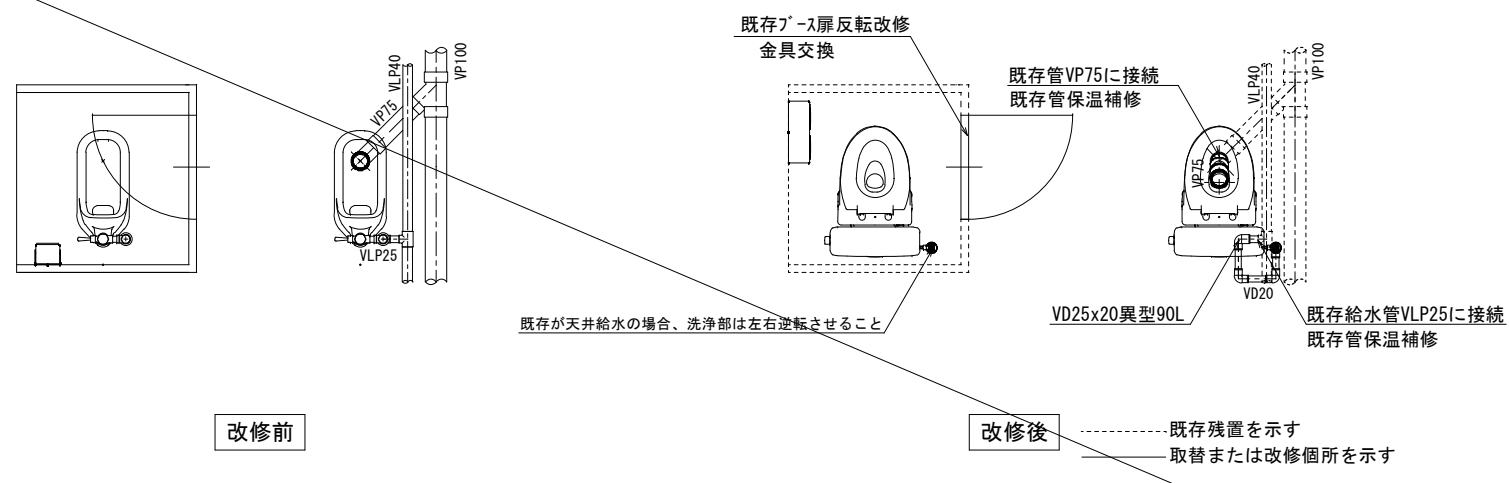 VLP40
VP100
VP75
VLP25
改修前
既存ﾌﾞｰｽ扉反転改修
金具交換
既存管VP75に接続
既存管保温補修
VLP40
VP100
VP75
既存が天井給水の場合、洗浄部は左右逆転させること
VD25x20異型90L
VD20
既存給水管VLP25に接続
既存管保温補修
改修後
既存残置を示す
取替または改修個所を示す